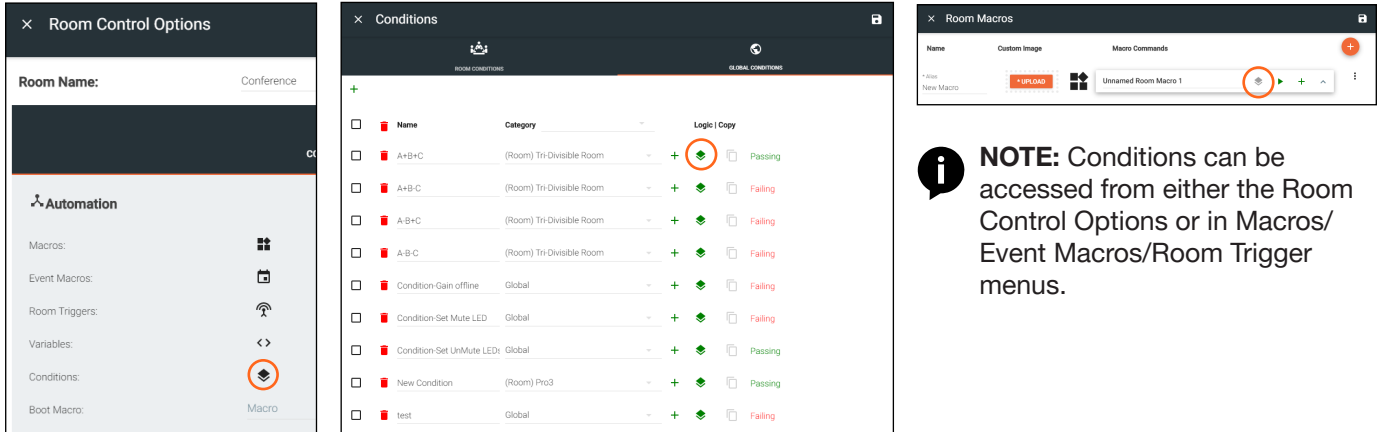 × Room Control Options
Room Name: Conference
Automation
Macros:
Event Macros:
Room Triggers:
Variables:
Conditions:
Boot Macro: Macro
× Conditions
ROOM CONDITIONS GLOBAL CONDITIONS
+
Name Category Logic | Copy
A+B+C (Room) Tri-Divisible Room + Passing
A+B-C (Room) Tri-Divisible Room + Failing
A-B+C (Room) Tri-Divisible Room + Failing
A-B-C (Room) Tri-Divisible Room + Failing
Condition-Gain offline Global + Failing
Condition-Set Mute LED Global + Failing
Condition-Set UnMute LEDs Global + Passing
New Condition (Room) Pro3 + Passing
test Global + Failing
× Room Macros
Name Custom Image Macro Commands +
* Alias
New Macro * UPLOAD Unnamed Room Macro 1 +
NOTE: Conditions can be
accessed from either the Room
Control Options or in Macros/
Event Macros/Room Trigger
menus.